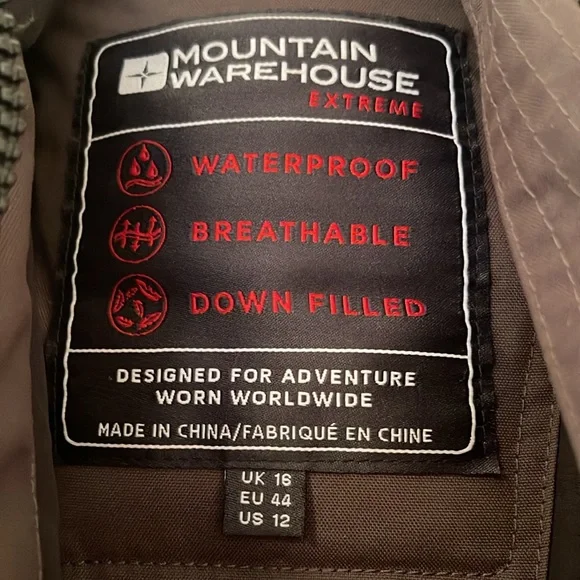 MOUNTAIN
WAREHOUSE
EXTREME
WATERPROOF
BREATHABLE
DOWN FILLED
DESIGNED FOR ADVENTURE
WORN WORLDWIDE
MADE IN CHINA/FABRIQUÉ EN CHINE
UK 16
EU 44
US 12